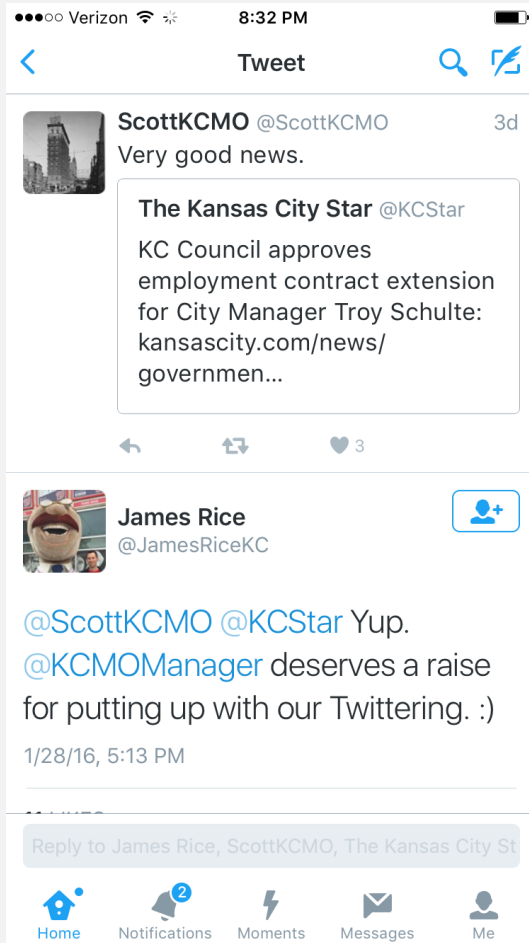 Verizon 8:32 PM
Tweet
ScottKCMO @ScottKCMO 3d
Very good news.
The Kansas City Star @KCStar
KC Council approves
employment contract extension
for City Manager Troy Schulte:
kansascity.com/news/
governmen...
3
James Rice
@JamesRiceKC
@ScottKCMO @KCStar Yup.
@KCMOManager deserves a raise
for putting up with our Twittering. :)
1/28/16, 5:13 PM
Reply to James Rice, ScottKCMO, The Kansas City St
2
Home Notifications Moments Messages Me